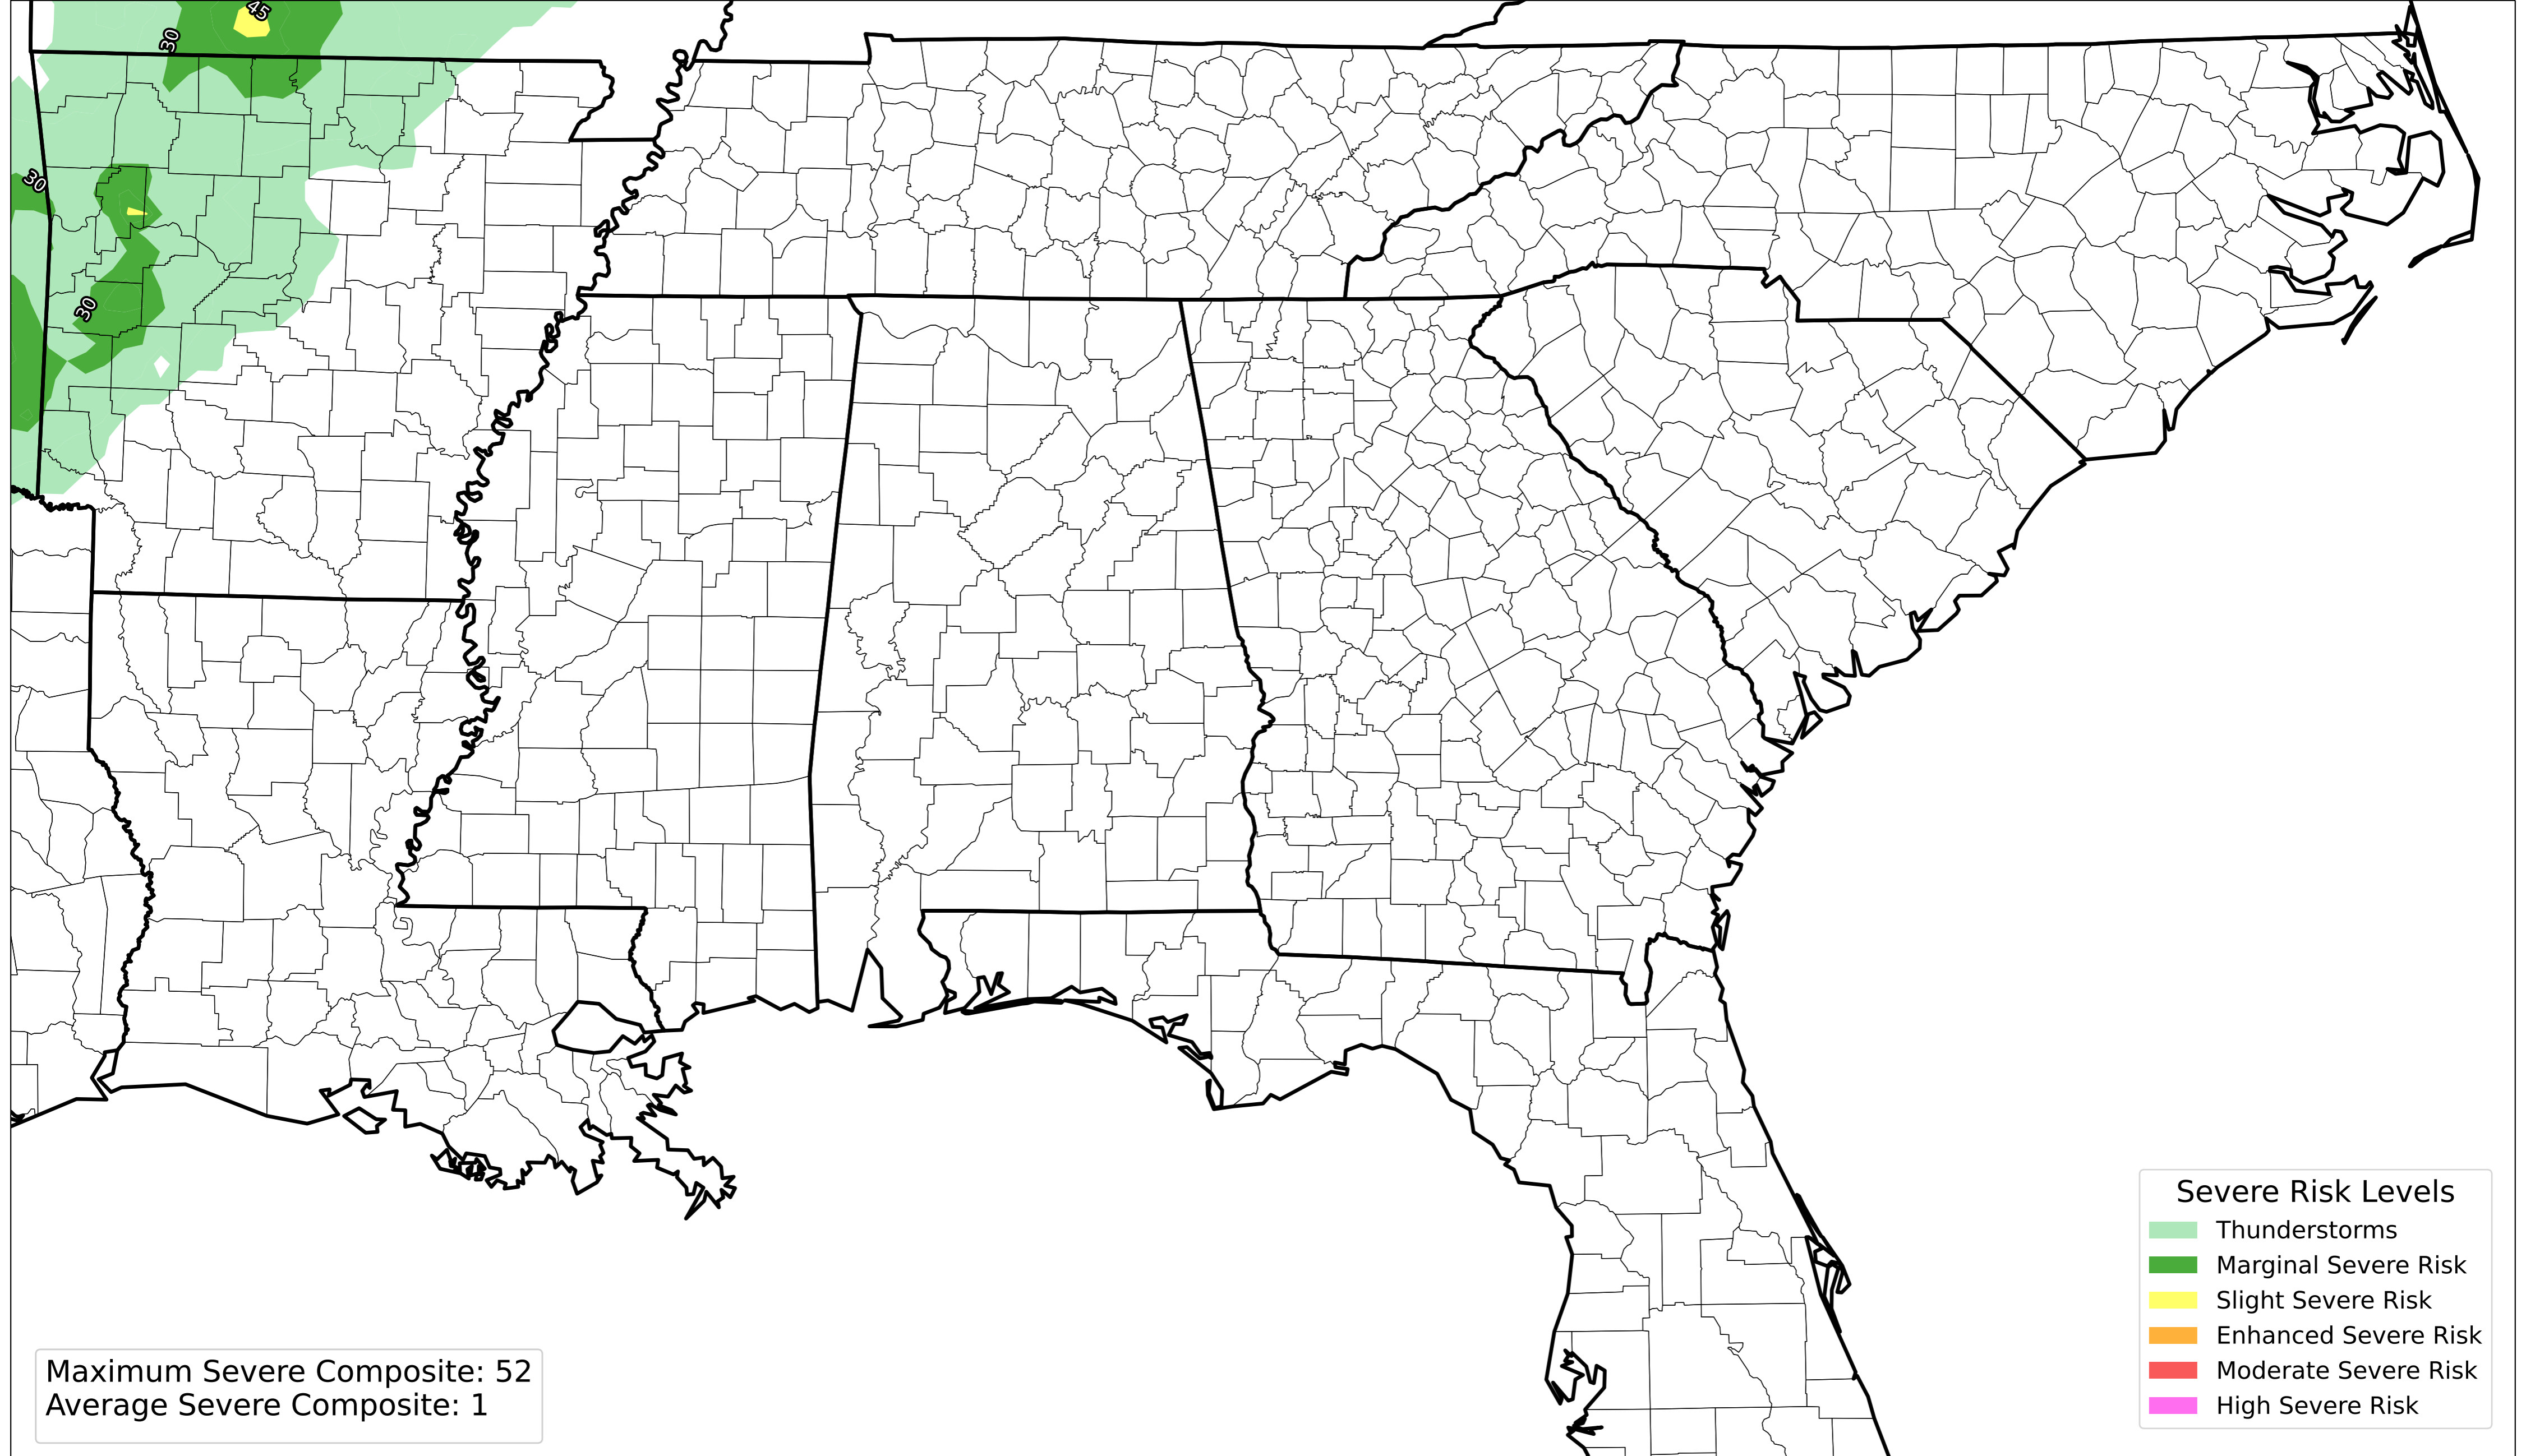 45
30
30
30
Severe Risk Levels
Thunderstorms
Marginal Severe Risk
Slight Severe Risk
Enhanced Severe Risk
Moderate Severe Risk
High Severe Risk
Maximum Severe Composite: 52
Average Severe Composite: 1